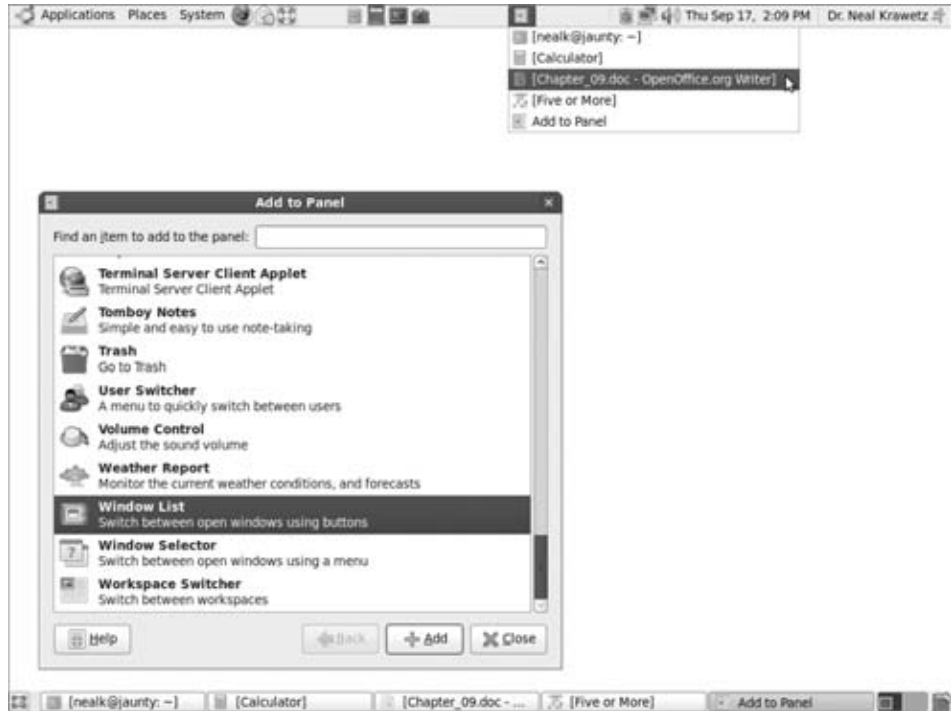 Applications Places System Thu Sep 17, 2:09 PM Dr. Neal Krawetz
[nealk@jaunty: ~]
[Calculator]
[Chapter_09.doc - OpenOffice.org Writer]
[Five or More]
Add to Panel
Add to Panel
Find an item to add to the panel:
Terminal Server Client Applet
Terminal Server Client Applet
Tomboy Notes
Simple and easy to use note-taking
Trash
Go to Trash
User Switcher
A menu to quickly switch between users
Volume Control
Adjust the sound volume
Weather Report
Monitor the current weather conditions, and forecasts
Window List
Switch between open windows using buttons
Window Selector
Switch between open windows using a menu
Workspace Switcher
Switch between workspaces
Help Back Add Close
[nealk@jaunty: ~] [Calculator] [Chapter_09.doc - ... [Five or More] Add to Panel